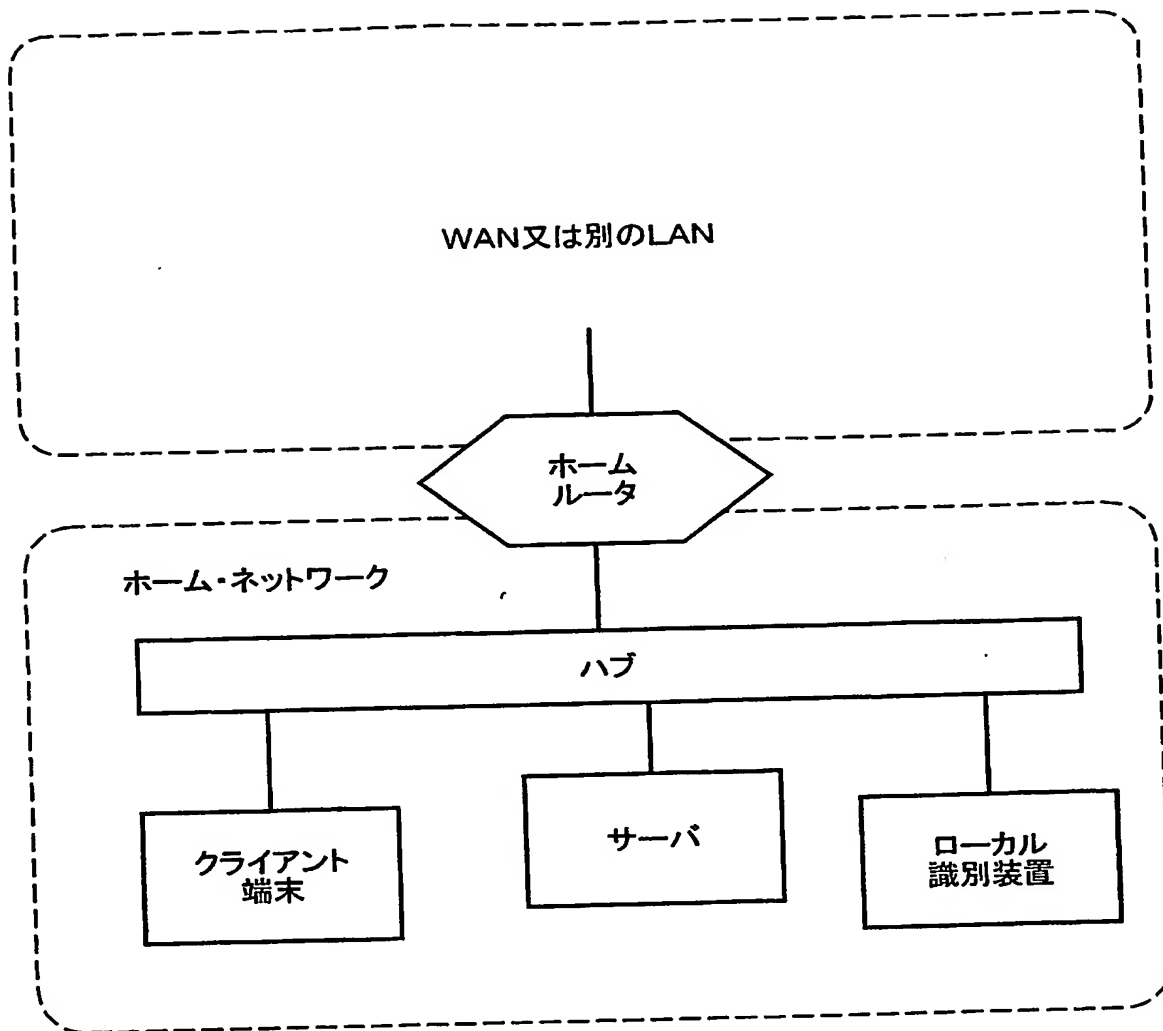 WAN又は別のLAN
ホーム
ルータ
ホーム・ネットワーク
ハブ
クライアント
端末
サーバ
ローカル
識別装置